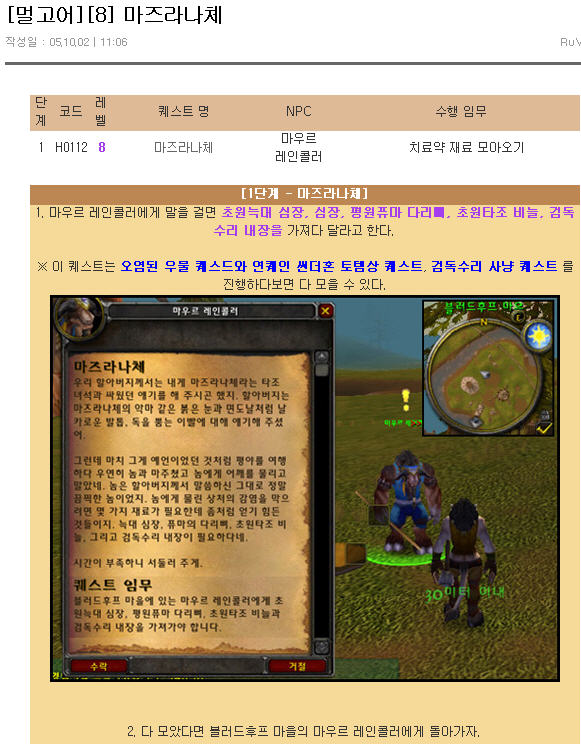 [멀고어][8] 마즈라나체
작성일 : 05,10,02 | 11:06 RuV
단계 코드 레벨 퀘스트 명 NPC 수행 임무
1 H0112 8 마즈라나체 마우르 레인콜러 치료약 재료 모아오기
[1단계 - 마즈라나체]
1. 마우르 레인콜러에게 말을 걸면 초원늑대 심장, 심장, 평원퓨마 다리뼈, 초원타조 비늘, 검독
수리 내장을 가져다 달라고 한다.
※ 이 퀘스트는 오염된 우물 퀘스트와 연케인 썬더혼 토템상 퀘스트, 검독수리 사냥 퀘스트 를
진행하다보면 다 모을 수 있다.
마우르 레인콜러
마즈라나체
우리 할아버지께서는 내게 마즈라나체라는 타조
녀석과 싸웠던 얘기를 해 주시곤 했지. 할아버지는
마즈라나체의 악마 같은 붉은 눈과 면도날처럼 날
카로운 발톱, 독을 뿜는 이빨에 대해 얘기해 주셨
어.
그런데 마치 그게 예언이었던 것처럼 평야를 여행
하다 우연히 놈과 마주쳤고 놈에게 어깨를 물리고
말았네. 놈은 할아버지께서 말씀하신 그대로 정말
끔찍한 놈이었지. 놈에게 물린 상처의 감염을 막으
려면 몇 가지 재료가 필요한데 좀처럼 얻기 힘든
것들이지. 늑대 심장, 퓨마의 다리뼈, 초원타조 비
늘, 그리고 검독수리 내장이 필요하다네.
시간이 부족하니 서둘러 주게.
퀘스트 임무
블러드후프 마을에 있는 마우르 레인콜러에게 초
원늑대 심장, 평원퓨마 다리뼈, 초원타조 비늘과
검독수리 내장을 가져가야 합니다.
수락 거절
블러드후프 마을
N
마우르 레인콜러
30미터 이내
2. 다 모았다면 블러드후프 마을의 마우르 레인콜러에게 돌아가자.